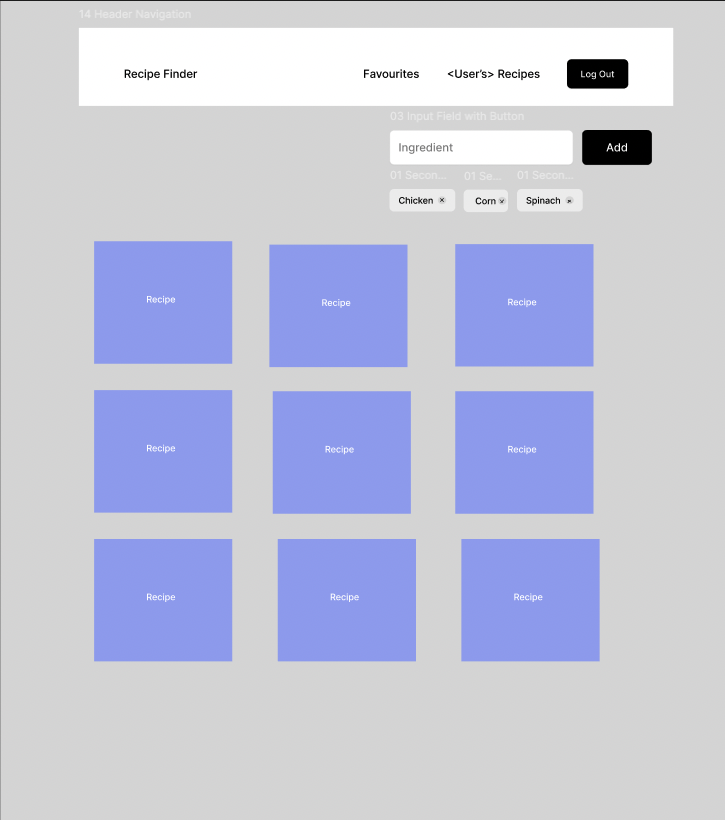 14 Header Navigation
Recipe Finder
Favourites
<User's> Recipes
Log Out
03 Input Field with Button
Ingredient
Add
01 Secon...
01 Se...
01 Secon...
Chicken
Corn
Spinach
Recipe
Recipe
Recipe
Recipe
Recipe
Recipe
Recipe
Recipe
Recipe